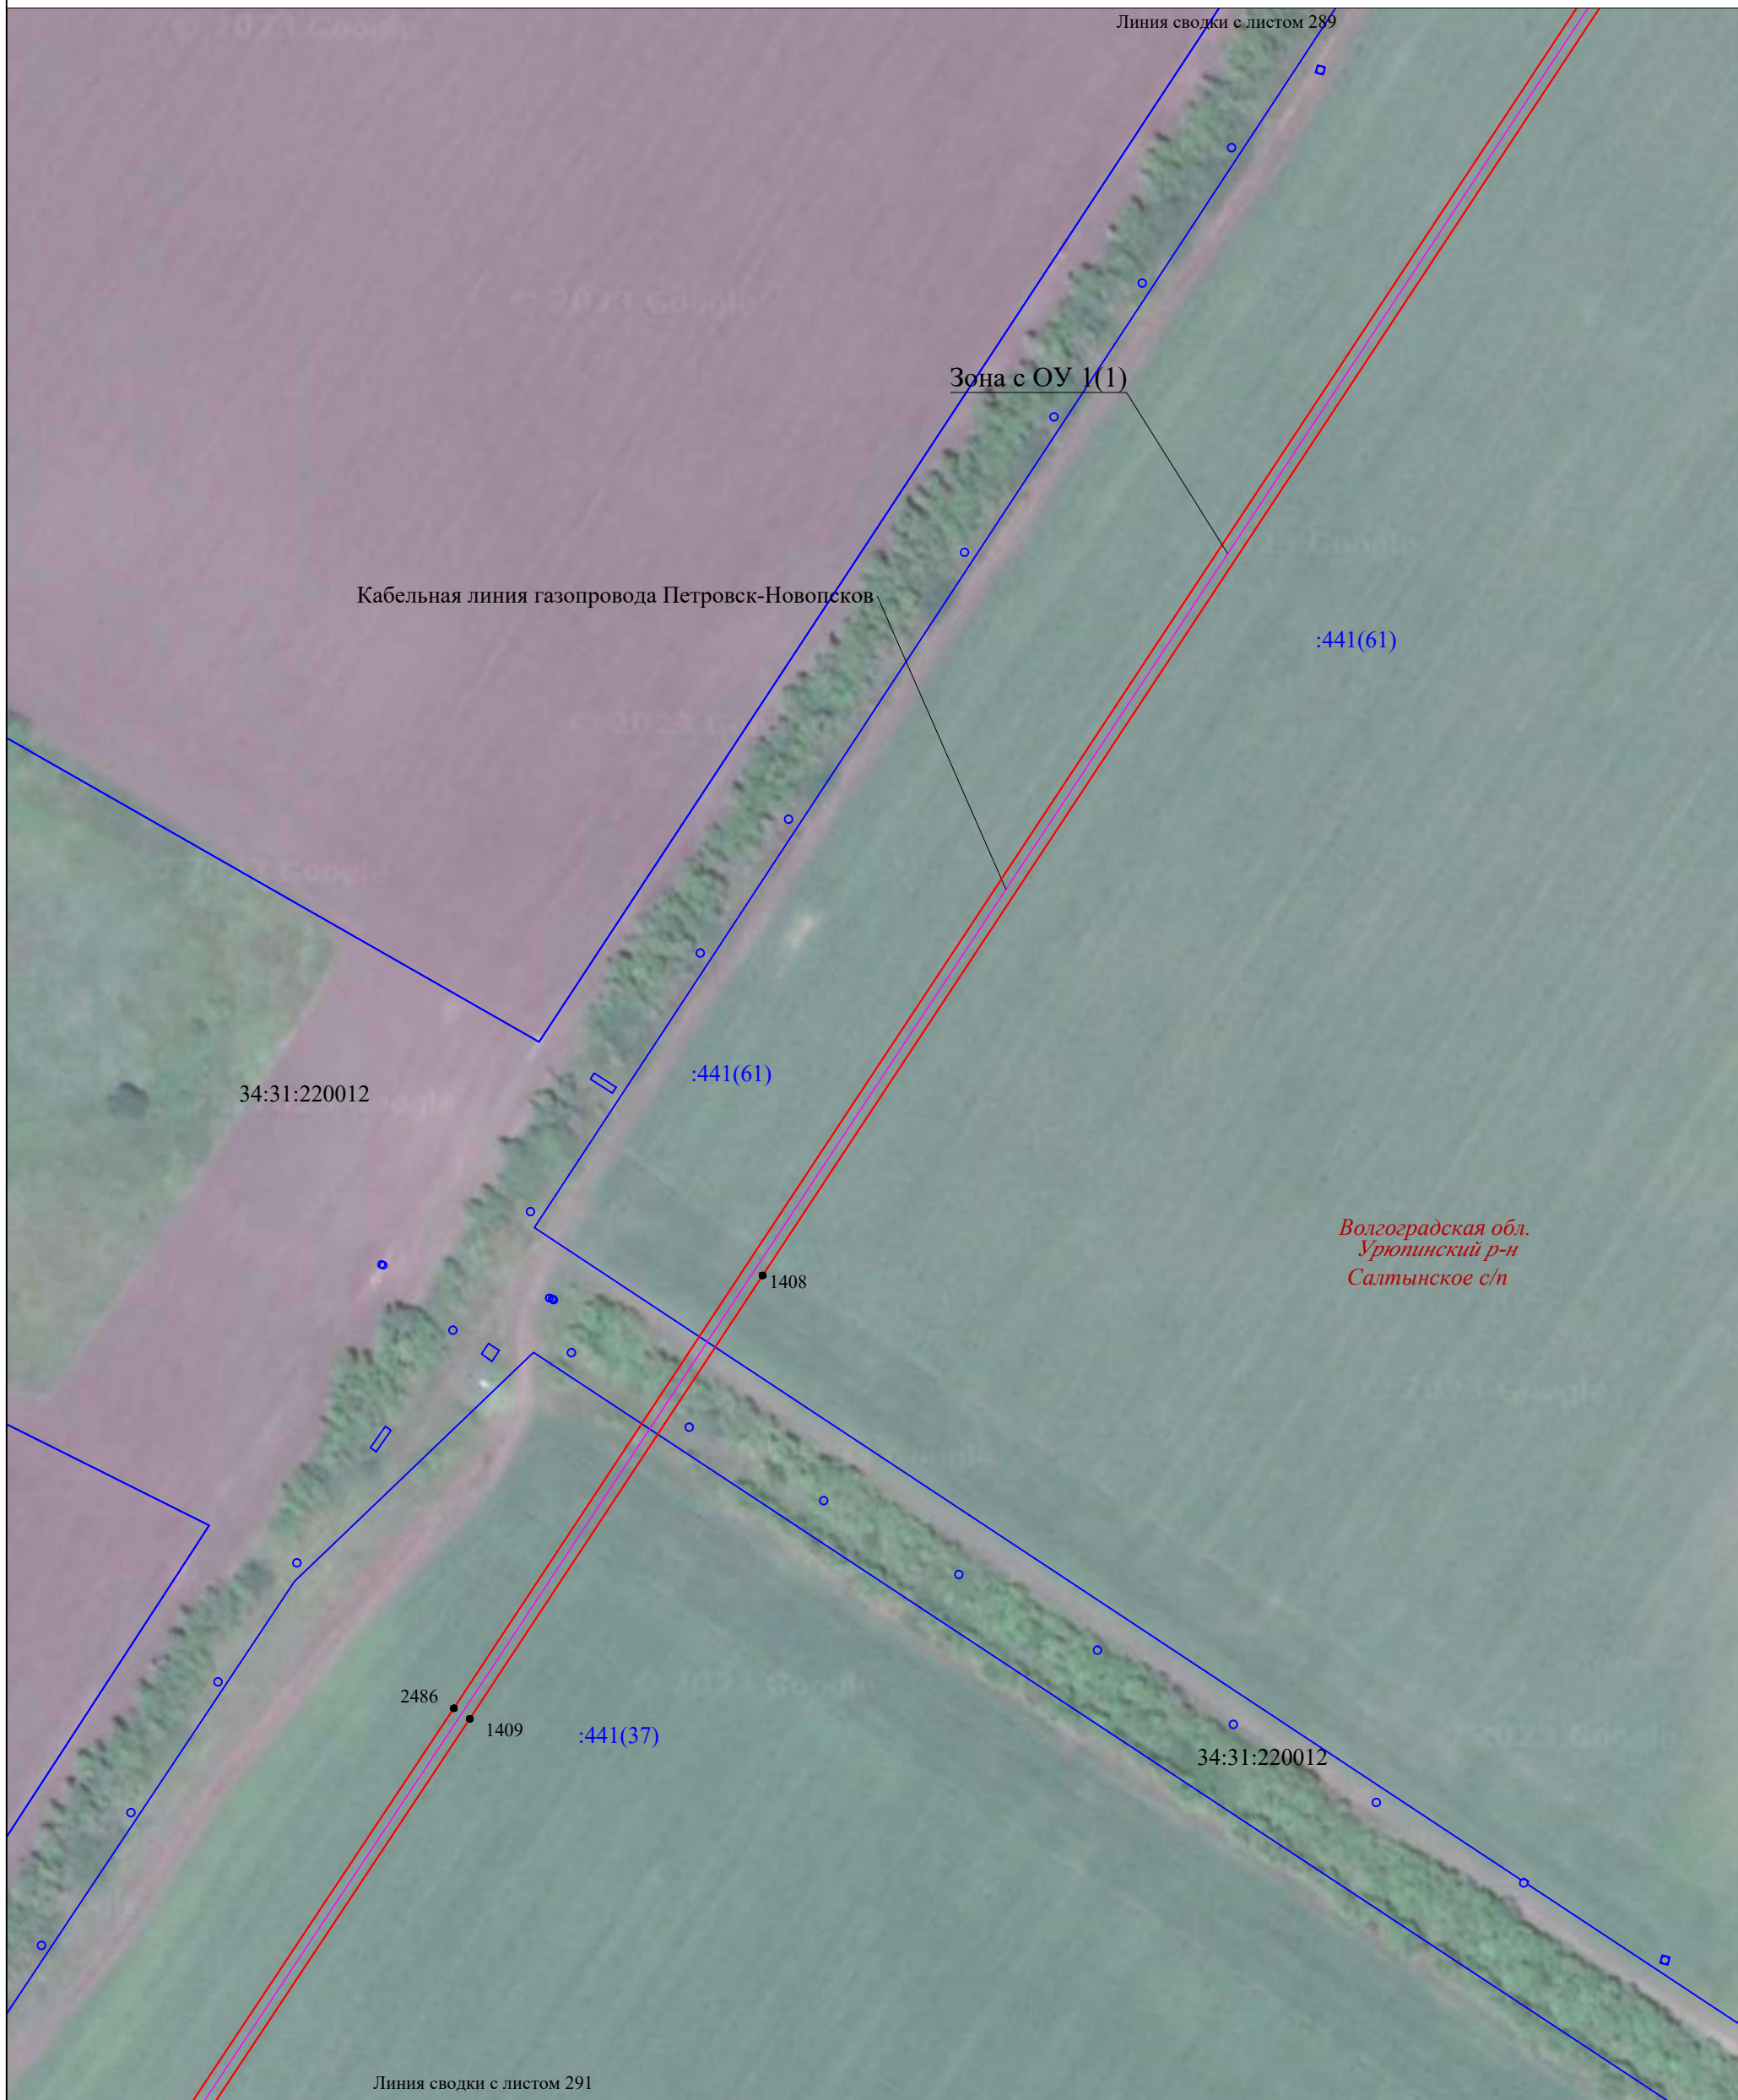 Линия сводки с листом 289
Зона с ОУ 1(1)
Кабельная линия газопровода Петровск-Новопсков
:441(61)
:441(61)
34:31:220012
Волгоградская обл.
Урюпинский р-н
Салтынское с/п
1408
2486
1409
:441(37)
34:31:220012
Линия сводки с листом 291